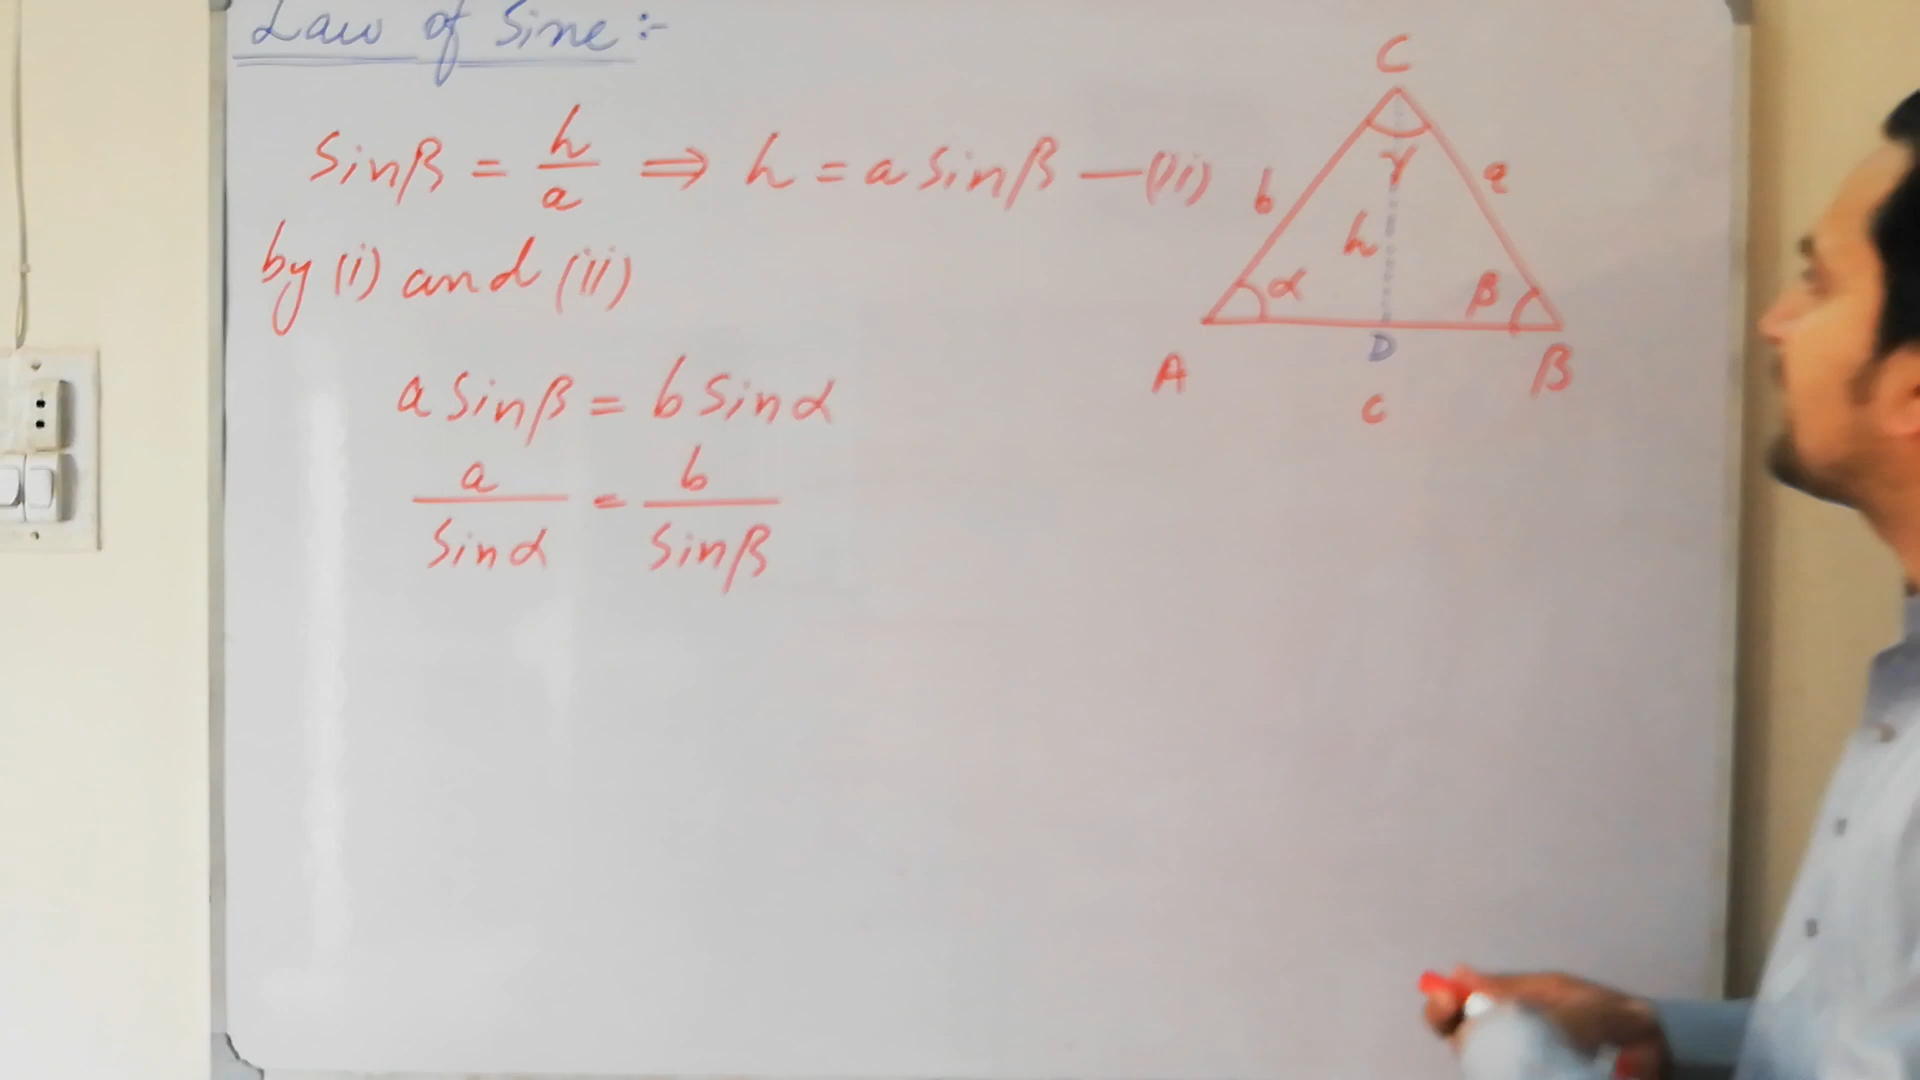 Law of Sine :-
Sinβ = h/a ⇒ h = a Sinβ —(ii)
by (i) and (ii)
a Sinβ = b Sinα
a/Sinα = b/Sinβ
C
γ
b
a
h
α
β
A
D
B
c